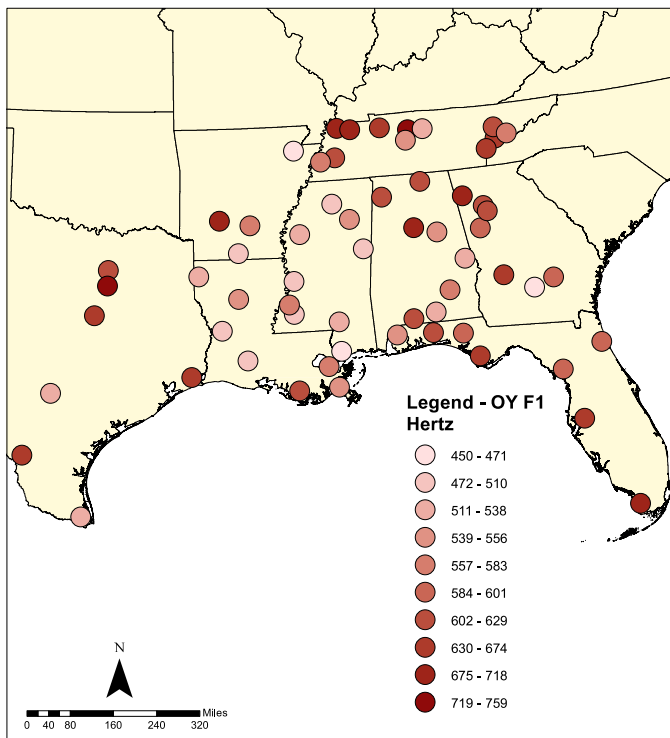 Legend - OY F1
Hertz
450 - 471
472 - 510
511 - 538
539 - 556
557 - 583
584 - 601
602 - 629
630 - 674
675 - 718
719 - 759
N
Miles
0 40 80 160 240 320